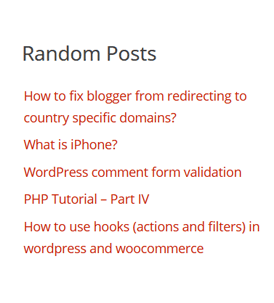 Random Posts
How to fix blogger from redirecting to
country specific domains?
What is iPhone?
WordPress comment form validation
PHP Tutorial – Part IV
How to use hooks (actions and filters) in
wordpress and woocommerce